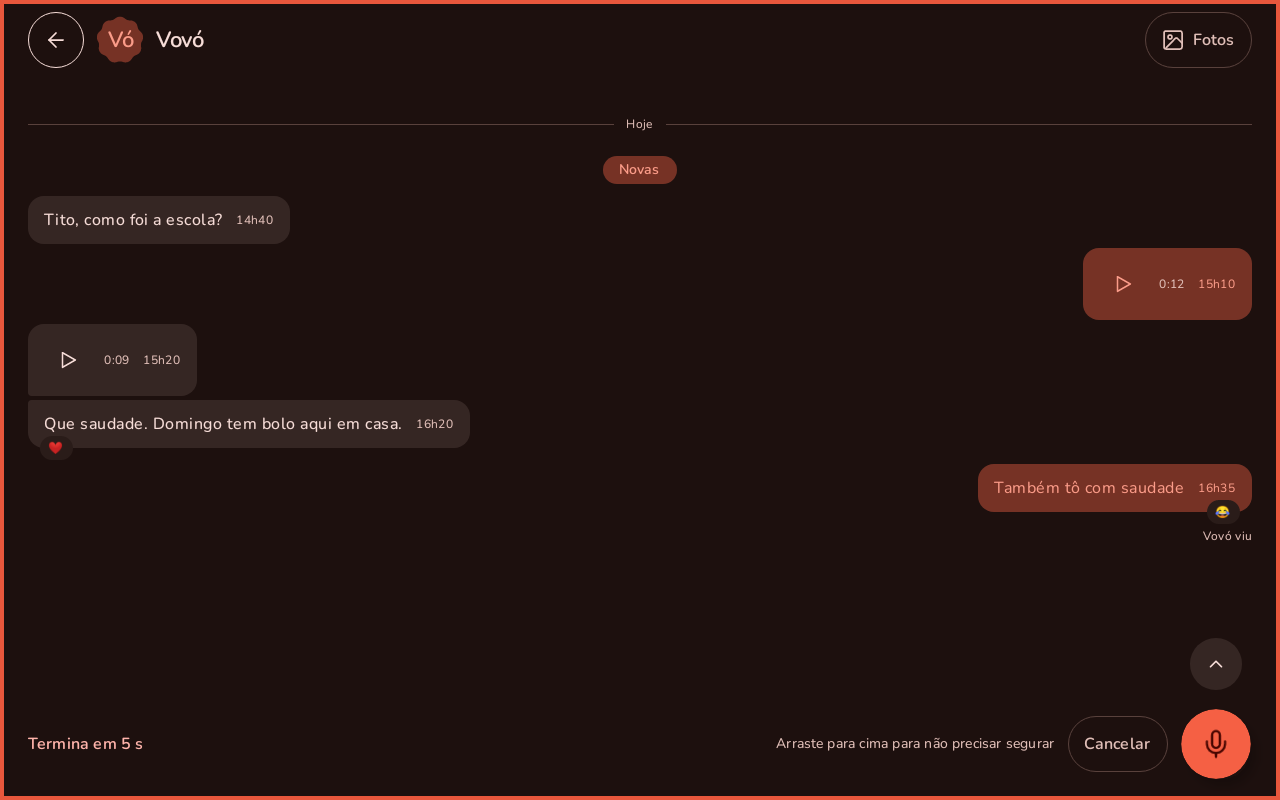 Vó
Vovó
Fotos
Hoje
Novas
Tito, como foi a escola? 14h40
0:12 15h10
0:09 15h20
Que saudade. Domingo tem bolo aqui em casa. 16h20
Também tô com saudade 16h35
Vovó viu
Termina em 5 s
Arraste para cima para não precisar segurar
Cancelar